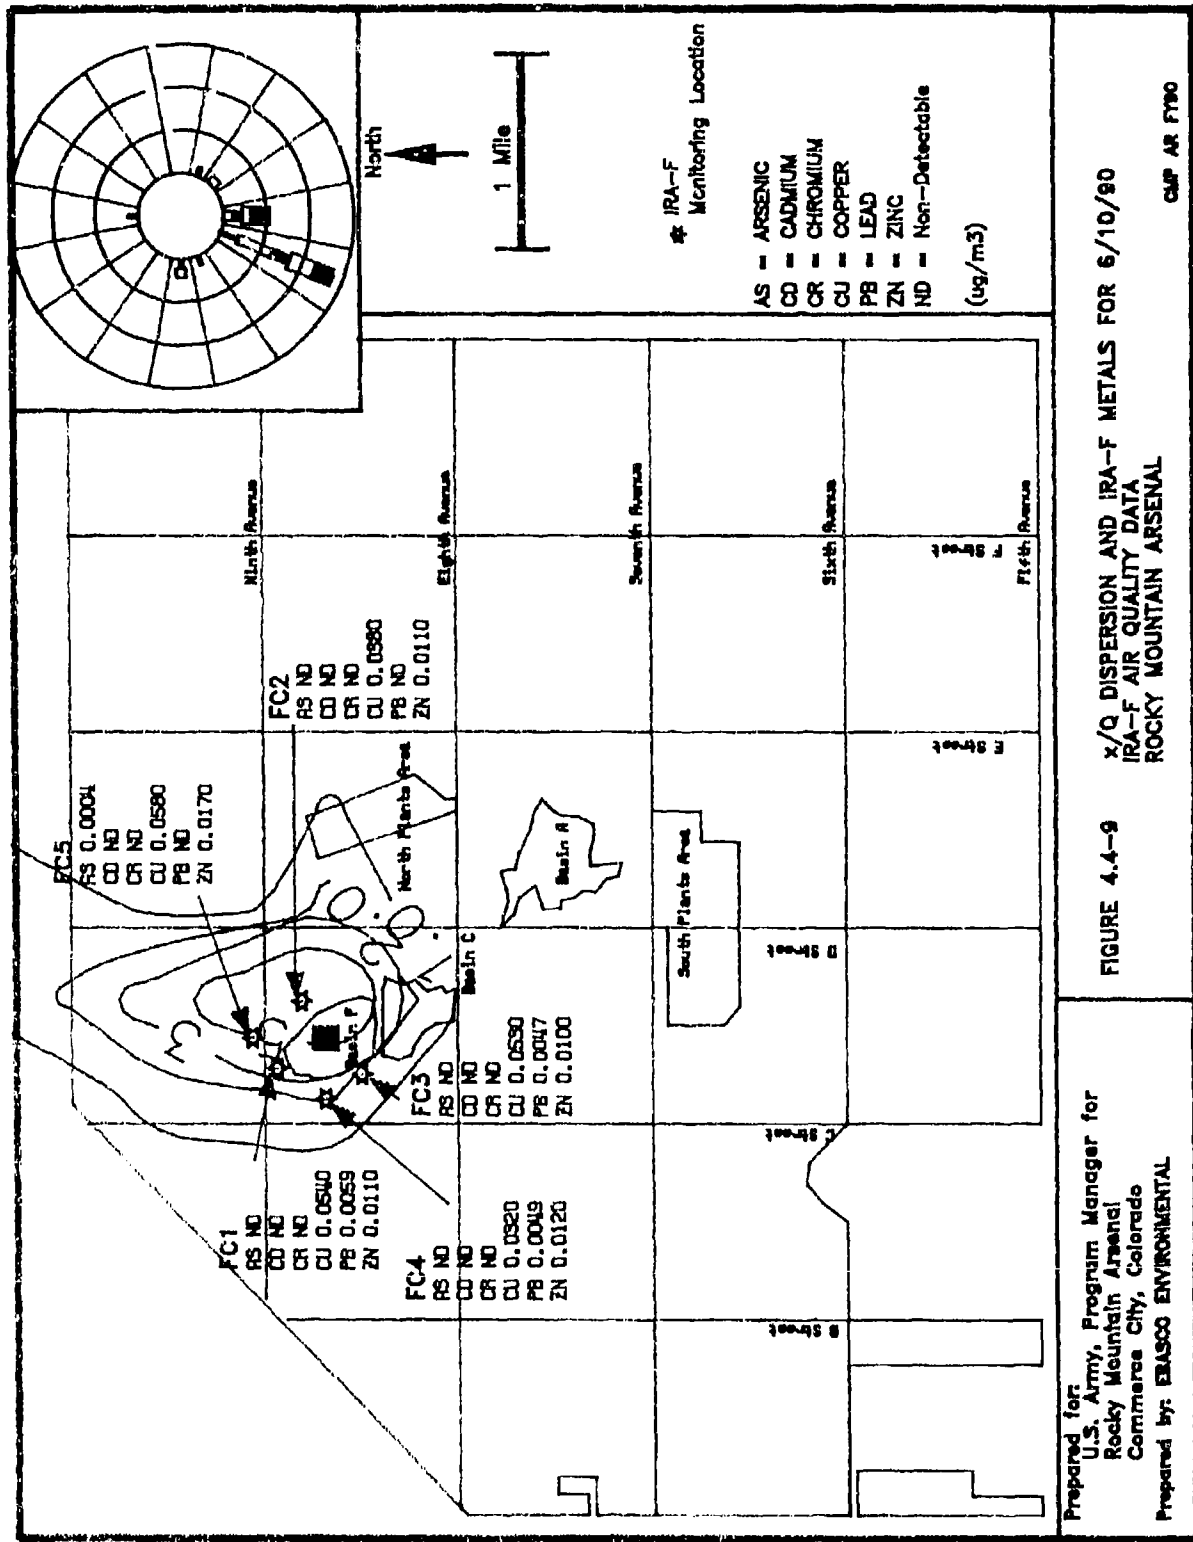 North
1 Mile
* IRA-F
Monitoring Location
AS = ARSENIC
CD = CADMIUM
CR = CHROMIUM
CU = COPPER
PB = LEAD
ZN = ZINC
ND = Non-Detectable
(ug/m3)
Ninth Avenue
Eighth Avenue
Seventh Avenue
Sixth Avenue
Fifth Avenue
B Street
C Street
D Street
E Street
F Street
FC5
AS 0.0004
CD ND
CR ND
CU 0.0580
PB ND
ZN 0.0170
FC2
AS ND
CD ND
CR ND
CU 0.0580
PB ND
ZN 0.0110
FC1
AS ND
CD ND
CR ND
CU 0.0540
PB 0.0059
ZN 0.0110
FC4
AS ND
CD ND
CR ND
CU 0.0320
PB 0.0049
ZN 0.0120
FC3
AS ND
CD ND
CR ND
PB 0.0047
ZN 0.0100
Basin F
Basin C
North Plants Area
Basin A
South Plants Area
Prepared for:
U.S. Army, Program Manager for
Rocky Mountain Arsenal
Commerce City, Colorado
Prepared by: EBASCO ENVIRONMENTAL
FIGURE 4.4-9
x/Q DISPERSION AND IRA-F METALS FOR 6/10/90
IRA-F AIR QUALITY DATA
ROCKY MOUNTAIN ARSENAL
CMP AR FY90